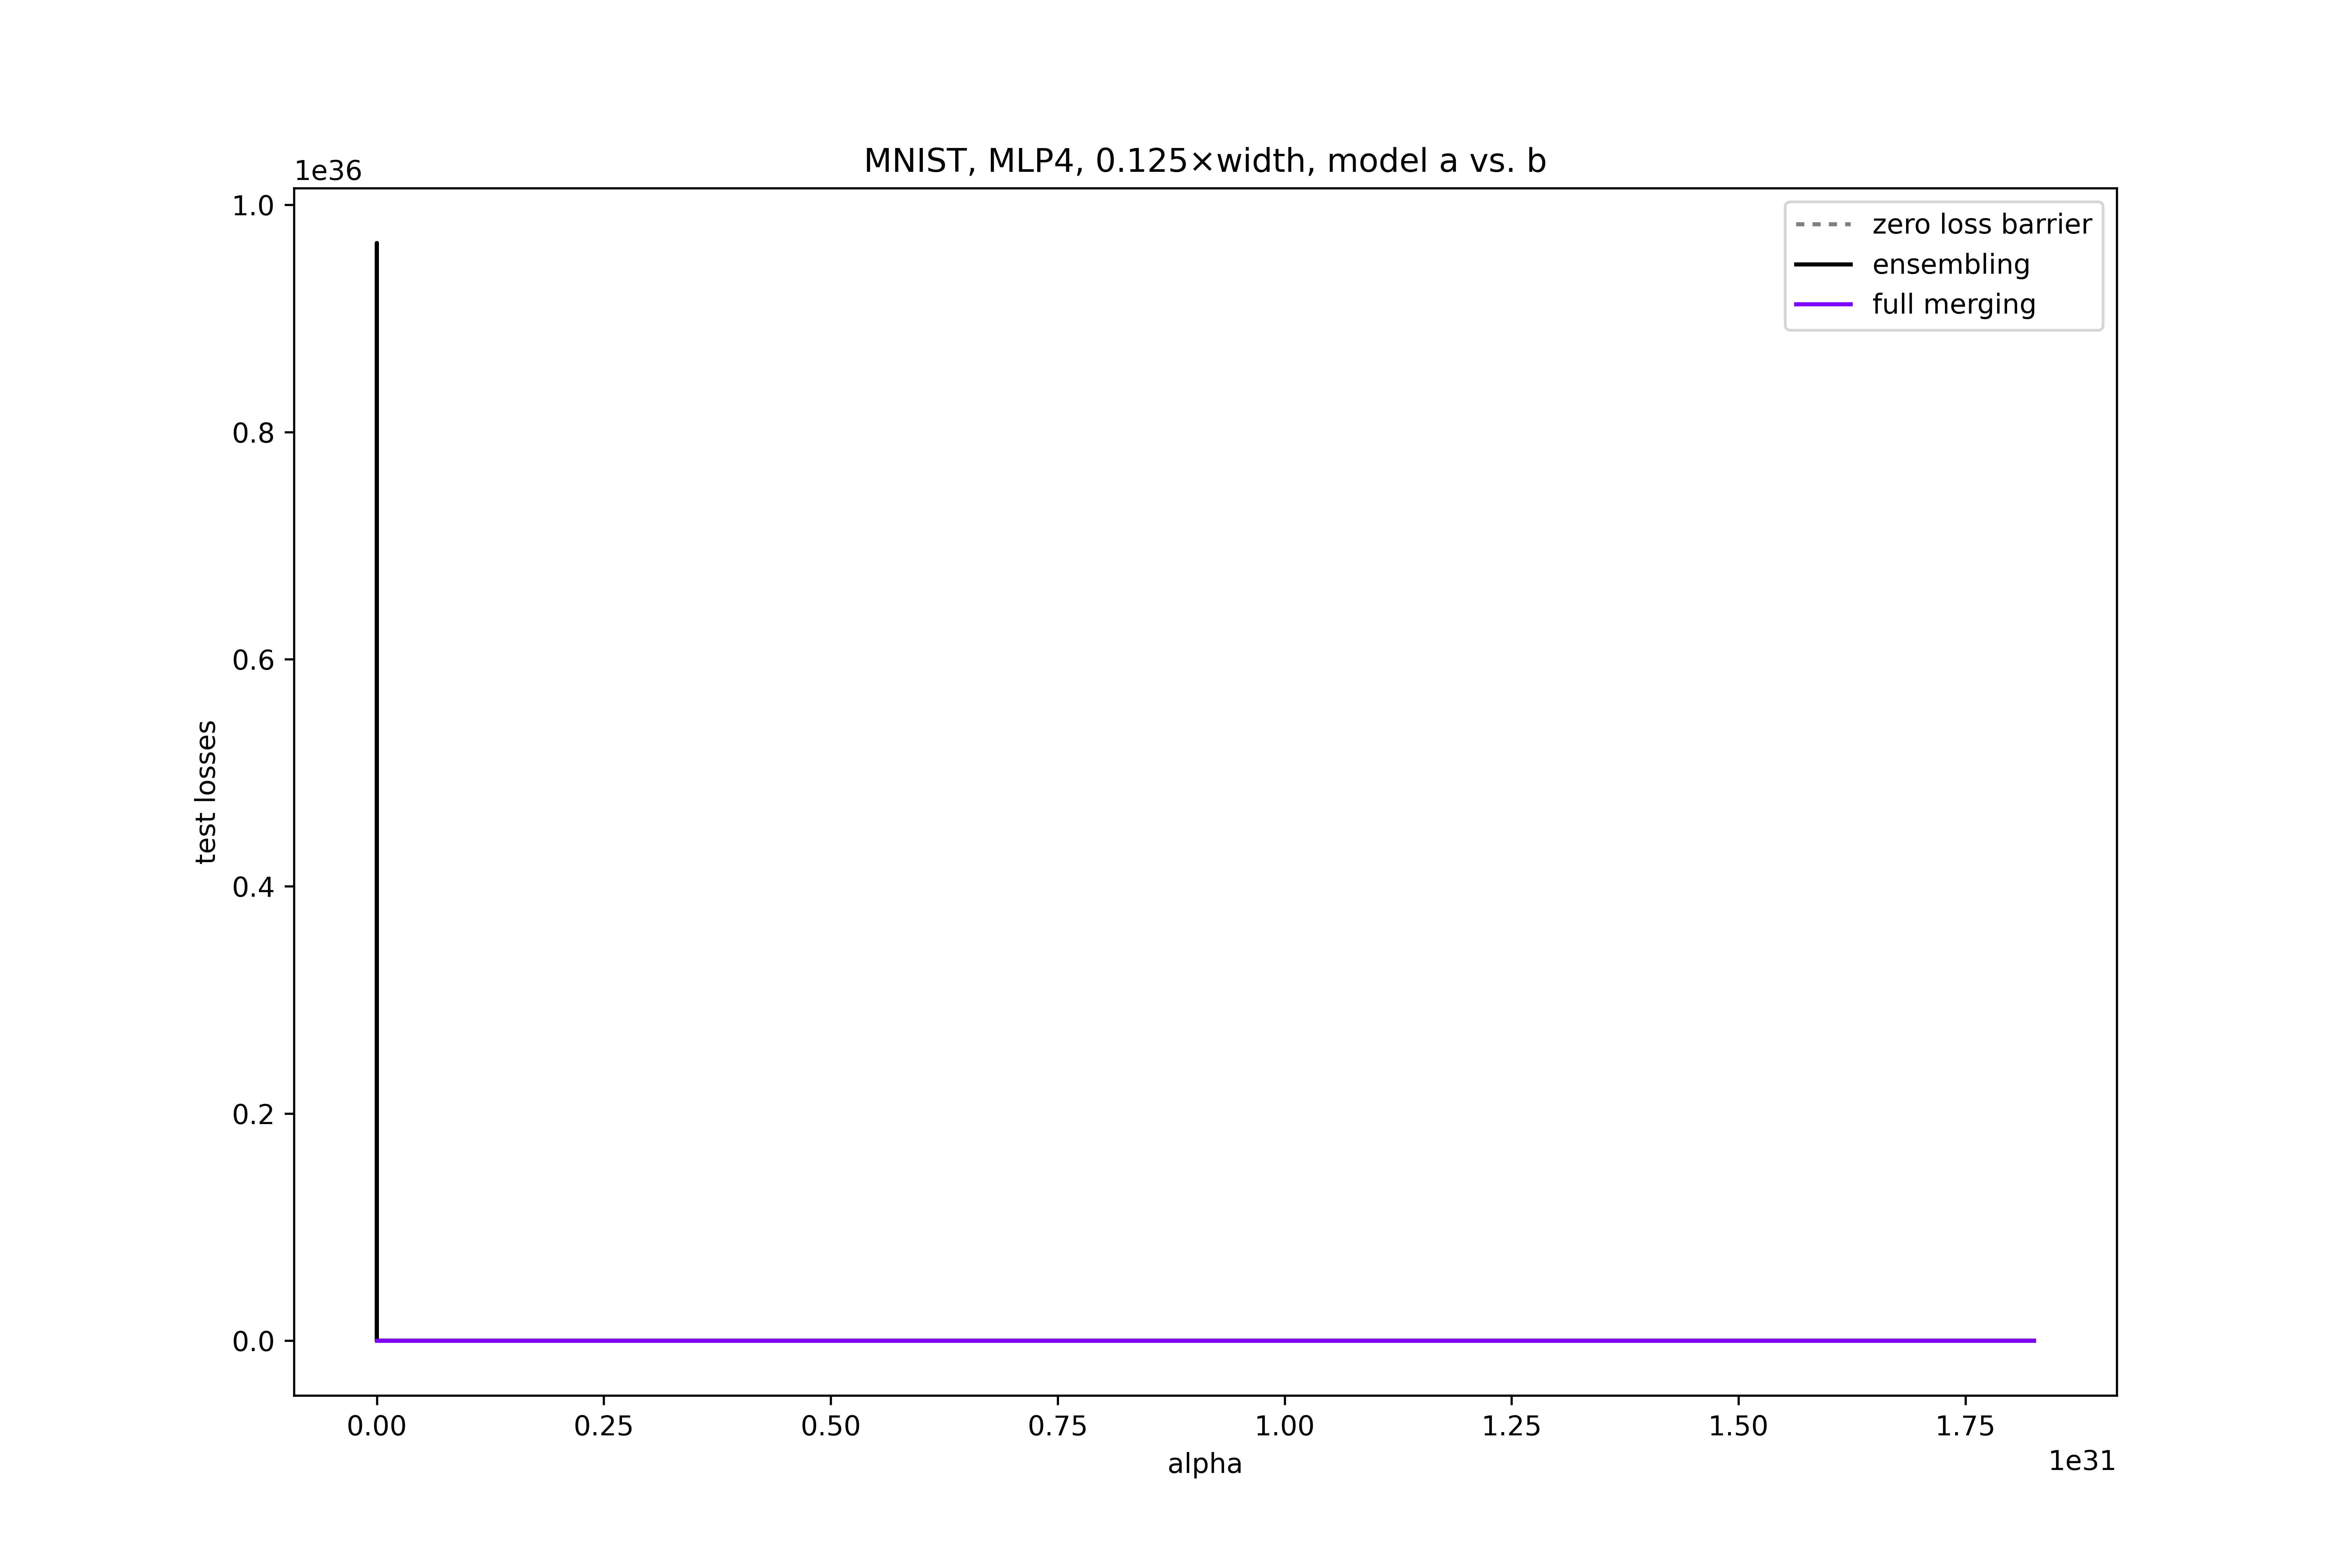 MNIST, MLP4, 0.125×width, model a vs. b
1e36
1.0
0.8
0.6
0.4
0.2
0.0
test losses
zero loss barrier
ensembling
full merging
0.00 0.25 0.50 0.75 1.00 1.25 1.50 1.75
alpha
1e31